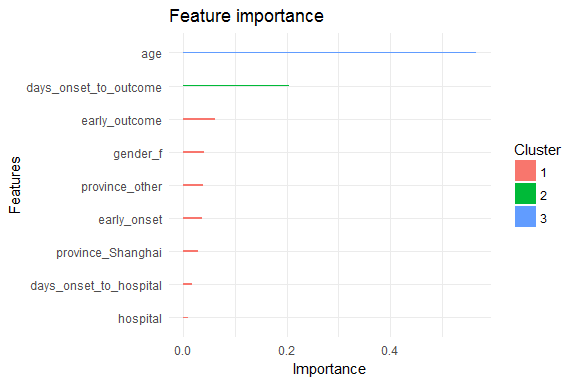 Feature importance
age
days_onset_to_outcome
early_outcome
gender_f
province_other
early_onset
province_Shanghai
days_onset_to_hospital
hospital
Features
0.0 0.2 0.4
Importance
Cluster
1
2
3